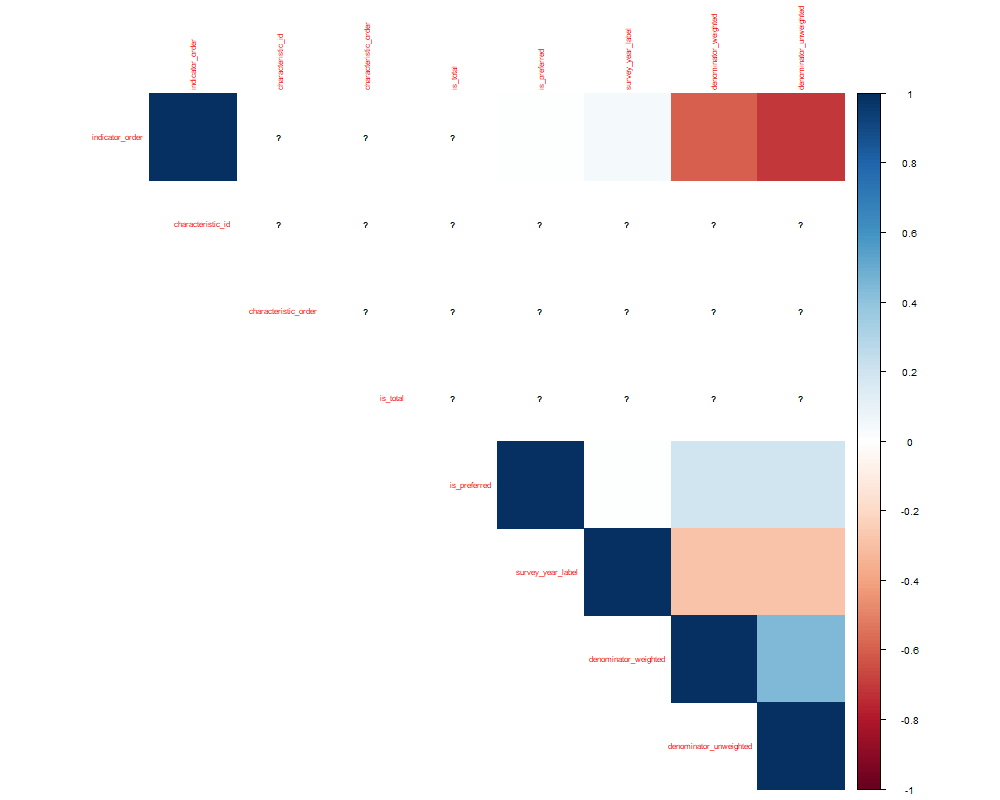 indicator_order
characteristic_id
characteristic_order
is_total
is_preferred
survey_year_label
denominator_weighted
denominator_unweighted
indicator_order ? ? ?
characteristic_id ? ? ? ? ? ? ?
characteristic_order ? ? ? ? ? ?
is_total ? ? ? ? ?
is_preferred
survey_year_label
denominator_weighted
denominator_unweighted
1
0.8
0.6
0.4
0.2
0
-0.2
-0.4
-0.6
-0.8
-1